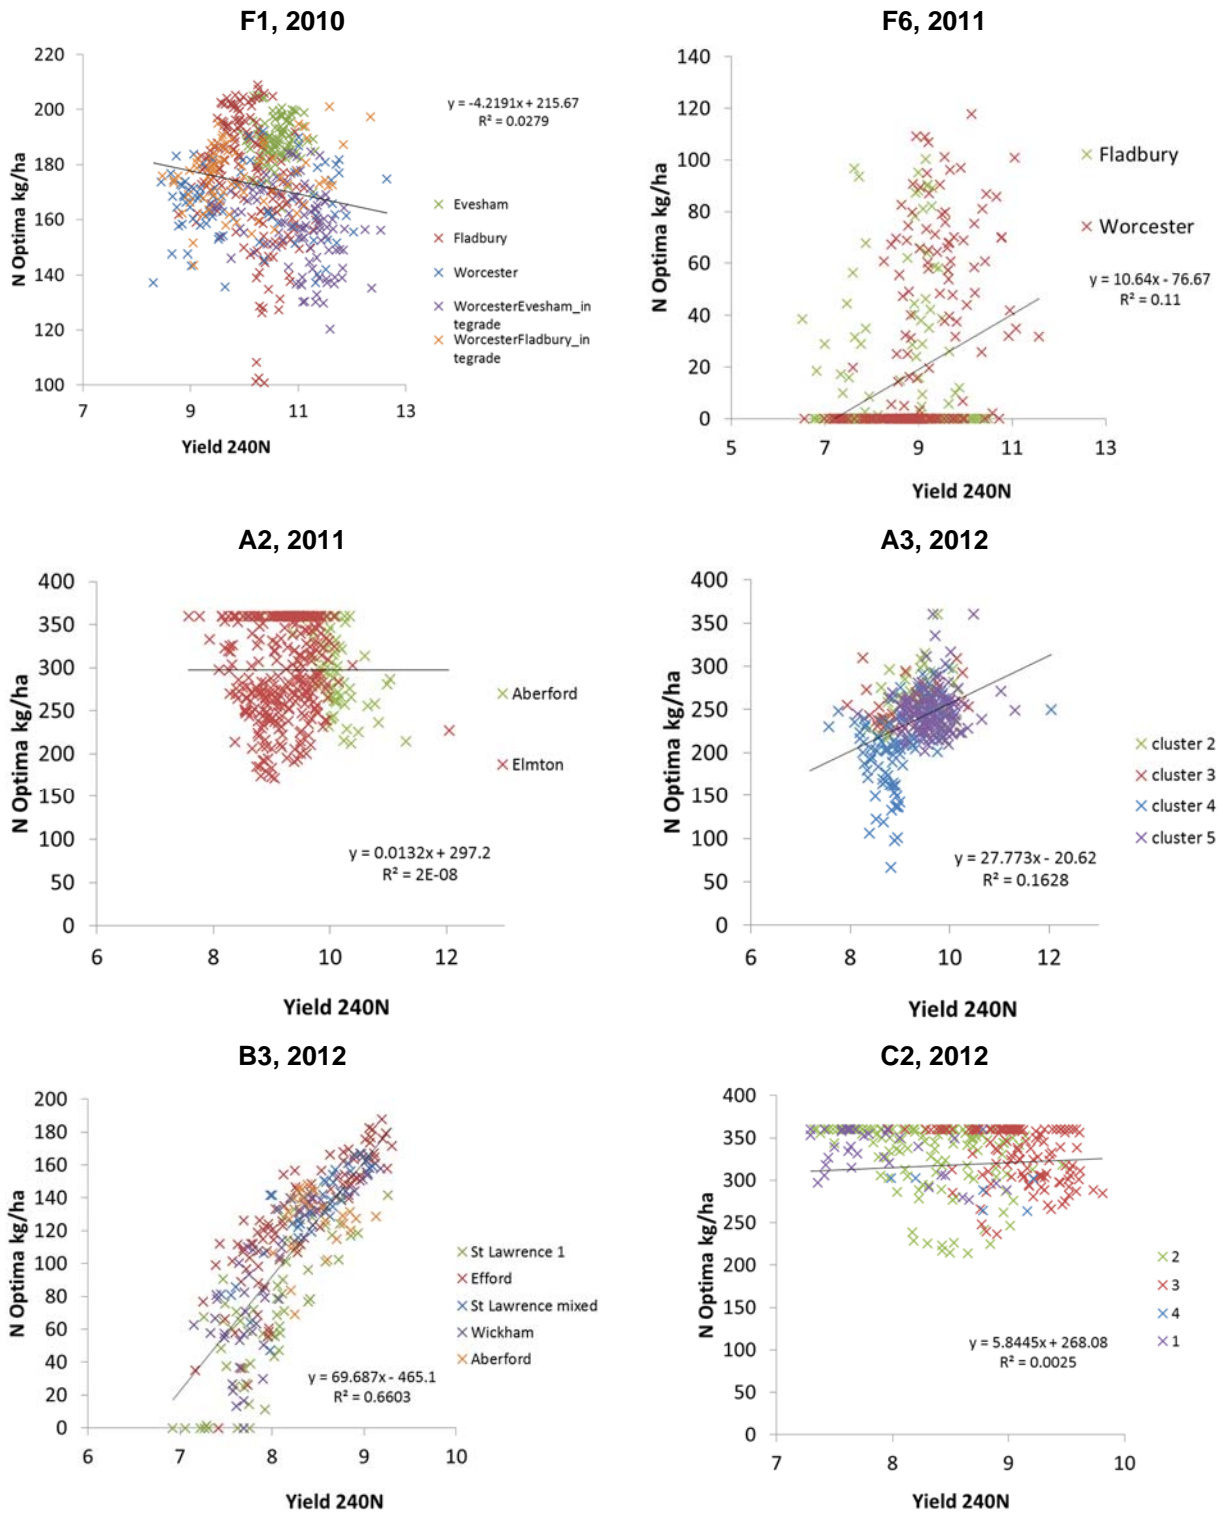 F1, 2010
220
200
180
160
140
120
100
7
9
11
13
N Optima kg/ha
Yield 240N
y = -4.2191x + 215.67
R² = 0.0279
Evesham
Fladbury
Worcester
WorcesterEvesham_in
tegrade
WorcesterFladbury_in
tegrade
F6, 2011
140
120
100
80
60
40
20
0
5
7
9
11
13
N Optima kg/ha
Yield 240N
Fladbury
Worcester
y = 10.64x - 76.67
R² = 0.11
A2, 2011
400
350
300
250
200
150
100
50
0
6
8
10
12
N Optima kg/ha
Yield 240N
Aberford
Elmton
y = 0.0132x + 297.2
R² = 2E-08
A3, 2012
400
350
300
250
200
150
100
50
0
6
8
10
12
N Optima kg/ha
Yield 240N
cluster 2
cluster 3
cluster 4
cluster 5
y = 27.773x - 20.62
R² = 0.1628
B3, 2012
200
180
160
140
120
100
80
60
40
20
0
6
7
8
9
10
N Optima kg/ha
Yield 240N
St Lawrence 1
Efford
St Lawrence mixed
Wickham
Aberford
y = 69.687x - 465.1
R² = 0.6603
C2, 2012
400
350
300
250
200
150
100
50
0
7
8
9
10
N Optima kg/ha
Yield 240N
2
3
4
1
y = 5.8445x + 268.08
R² = 0.0025